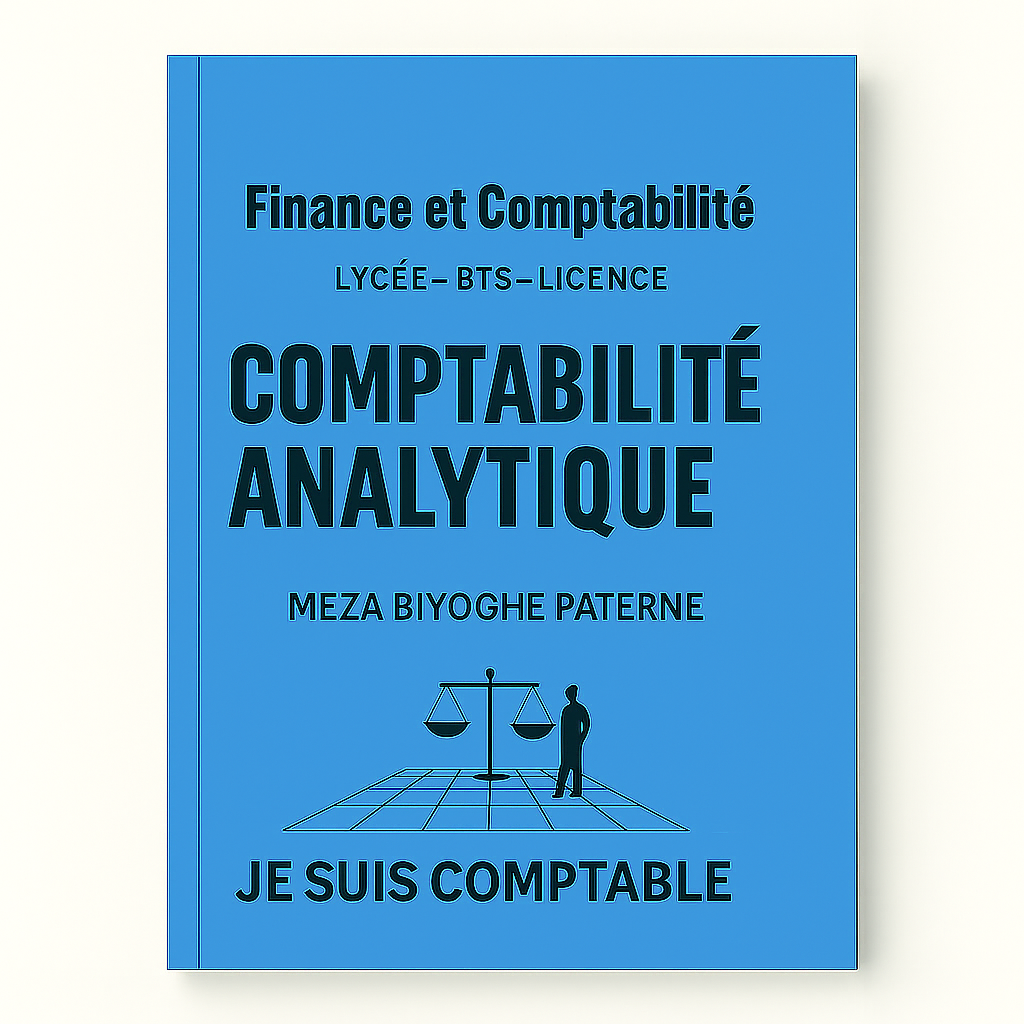 Finance et Comptabilité
LYCÉE–BTS–LICENCE
COMPTABILITÉ
ANALYTIQUE
MEZA BIYOGHE PATERNE
JE SUIS COMPTABLE